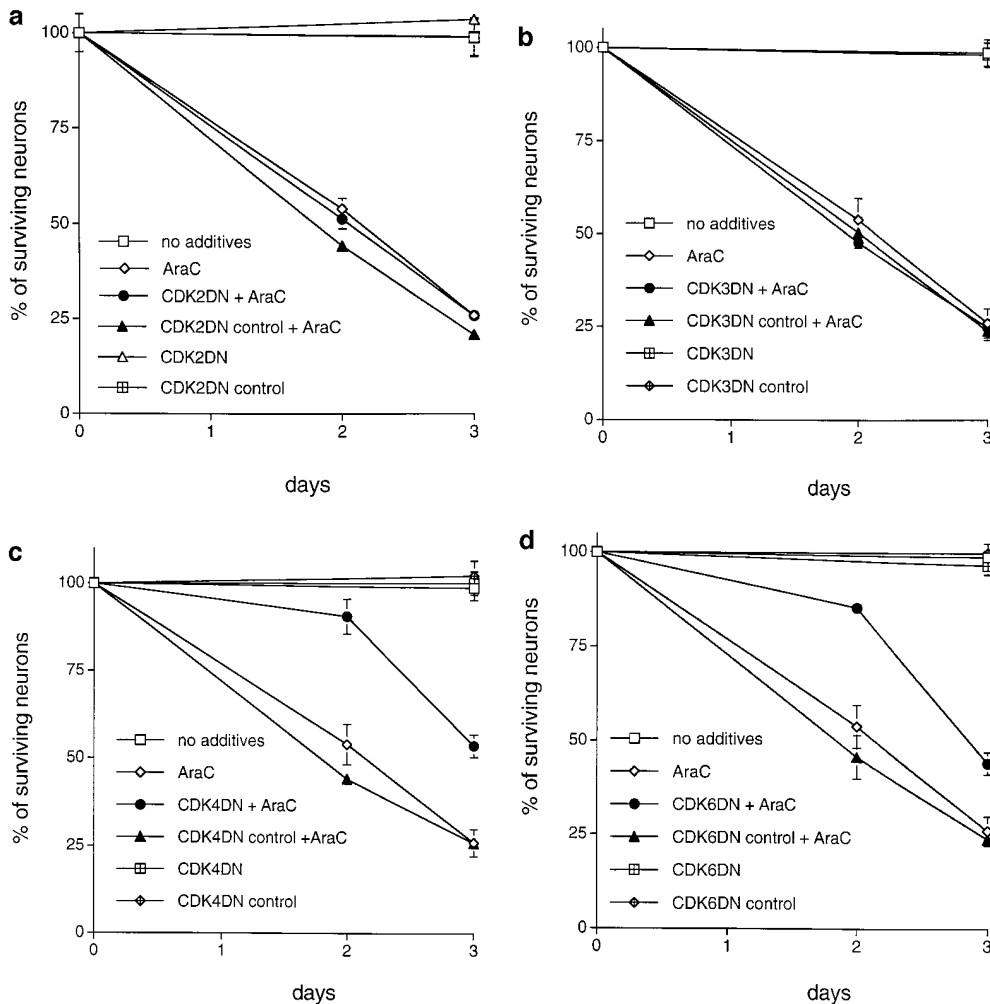 a
% of surviving neurons
100
75
50
25
0
no additives
AraC
CDK2DN + AraC
CDK2DN control + AraC
CDK2DN
CDK2DN control
0 1 2 3
days
b
% of surviving neurons
100
75
50
25
0
no additives
AraC
CDK3DN + AraC
CDK3DN control + AraC
CDK3DN
CDK3DN control
0 1 2 3
days
c
% of surviving neurons
100
75
50
25
0
no additives
AraC
CDK4DN + AraC
CDK4DN control +AraC
CDK4DN
CDK4DN control
0 1 2 3
days
d
% of surviving neurons
100
75
50
25
0
no additives
AraC
CDK6DN + AraC
CDK6DN control + AraC
CDK6DN
CDK6DN control
0 1 2 3
days